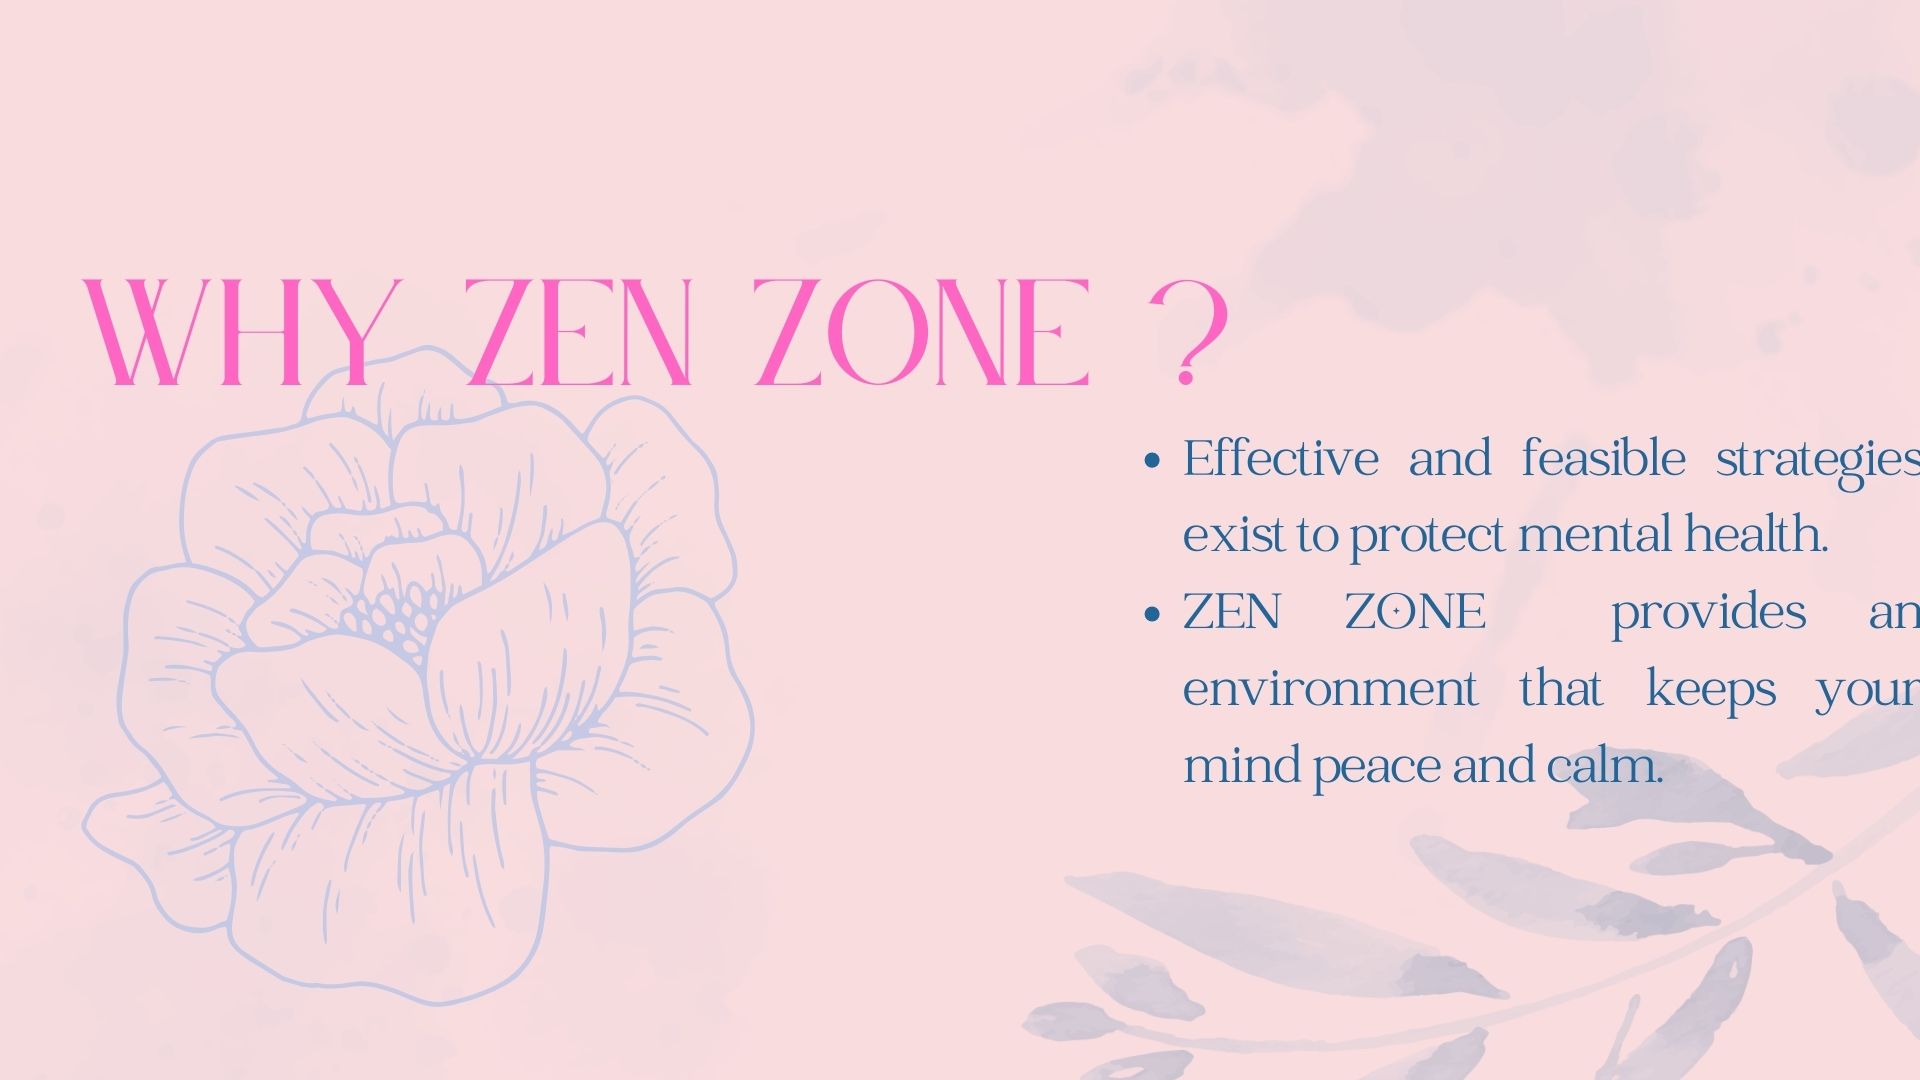 WHY ZEN ZONE ?
• Effective and feasible strategies
exist to protect mental health.
• ZEN ZONE provides an
environment that keeps your
mind peace and calm.